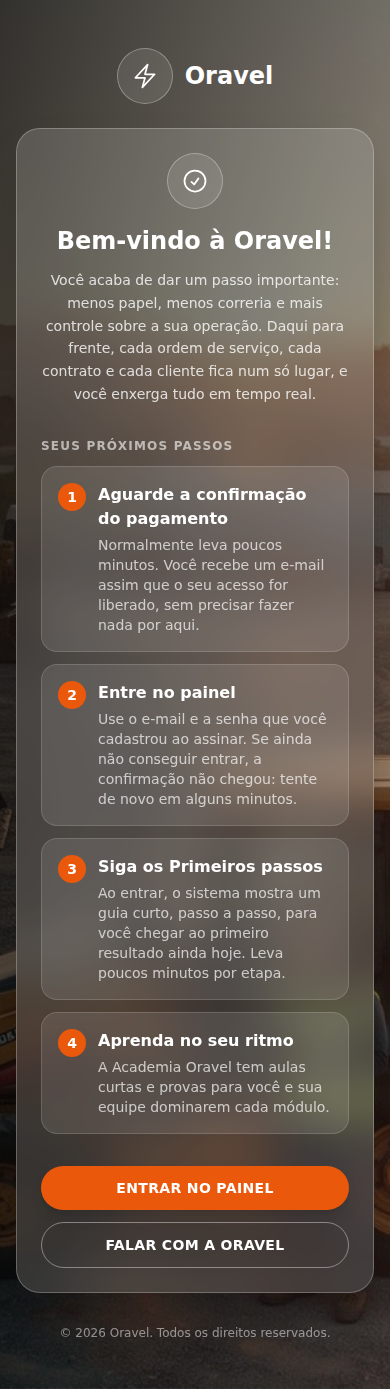 Oravel
Bem-vindo à Oravel!
Você acaba de dar um passo importante:
menos papel, menos correria e mais
controle sobre a sua operação. Daqui para
frente, cada ordem de serviço, cada
contrato e cada cliente fica num só lugar, e
você enxerga tudo em tempo real.
SEUS PRÓXIMOS PASSOS
1 Aguarde a confirmação
do pagamento
Normalmente leva poucos
minutos. Você recebe um e-mail
assim que o seu acesso for
liberado, sem precisar fazer
nada por aqui.
2 Entre no painel
Use o e-mail e a senha que você
cadastrou ao assinar. Se ainda
não conseguir entrar, a
confirmação não chegou: tente
de novo em alguns minutos.
3 Siga os Primeiros passos
Ao entrar, o sistema mostra um
guia curto, passo a passo, para
você chegar ao primeiro
resultado ainda hoje. Leva
poucos minutos por etapa.
4 Aprenda no seu ritmo
A Academia Oravel tem aulas
curtas e provas para você e sua
equipe dominarem cada módulo.
ENTRAR NO PAINEL
FALAR COM A ORAVEL
© 2026 Oravel. Todos os direitos reservados.